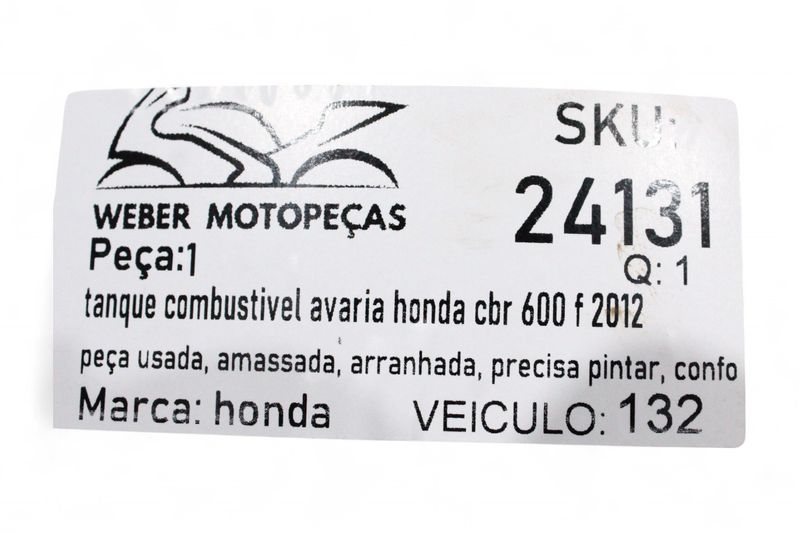 SKU:
24131
WEBER MOTOPEÇAS
Peça:1
Q: 1
tanque combustivel avaria honda cbr 600 f 2012
peça usada, amassada, arranhada, precisa pintar, confo
Marca: honda VEICULO: 132